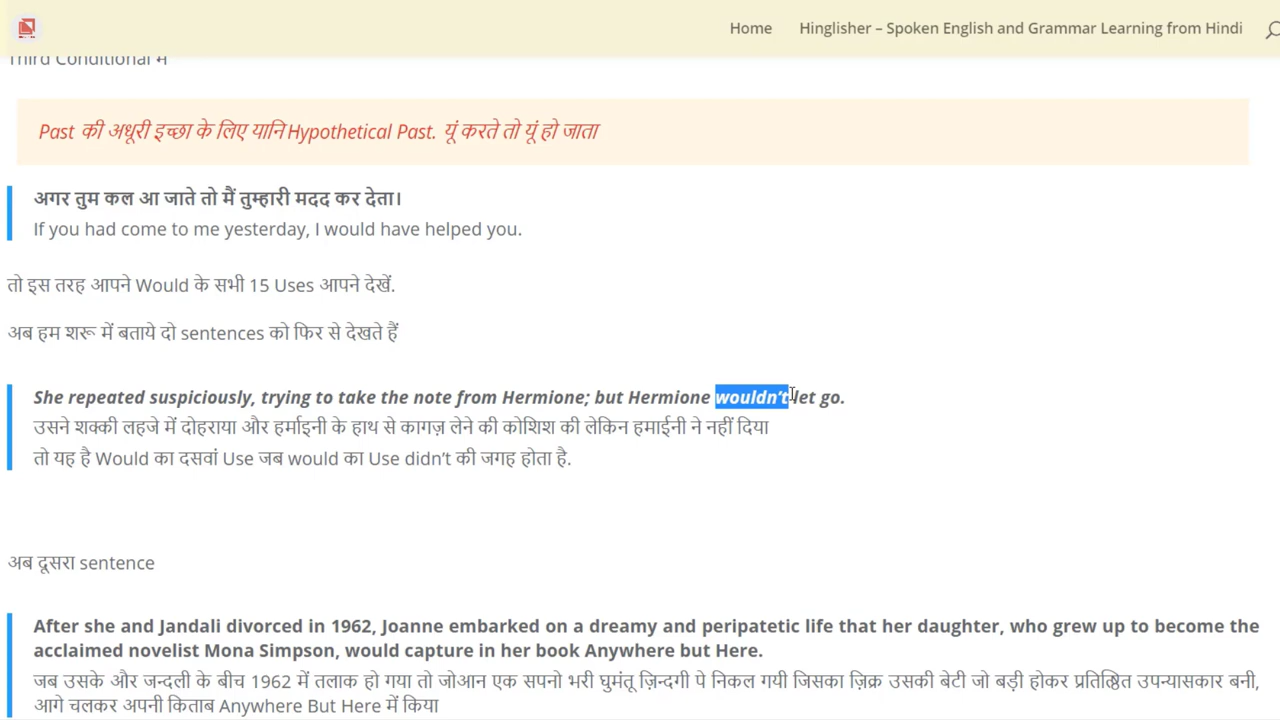 Home Hinglisher – Spoken English and Grammar Learning from Hindi
Third Conditional में
Past की अधूरी इच्छा के लिए यानि Hypothetical Past. यूं करते तो यूं हो जाता
अगर तुम कल आ जाते तो मैं तुम्हारी मदद कर देता।
If you had come to me yesterday, I would have helped you.
तो इस तरह आपने Would के सभी 15 Uses आपने देखें.
अब हम शरू में बताये दो sentences को फिर से देखते हैं
She repeated suspiciously, trying to take the note from Hermione; but Hermione wouldn't let go.
उसने शक्की लहजे में दोहराया और हर्माइनी के हाथ से कागज़ लेने की कोशिश की लेकिन हमाईनी ने नहीं दिया
तो यह है Would का दसवां Use जब would का Use didn't की जगह होता है.
अब दूसरा sentence
After she and Jandali divorced in 1962, Joanne embarked on a dreamy and peripatetic life that her daughter, who grew up to become the
acclaimed novelist Mona Simpson, would capture in her book Anywhere but Here.
जब उसके और जन्दली के बीच 1962 में तलाक हो गया तो जोआन एक सपनो भरी घुमंतू ज़िन्दगी पे निकल गयी जिसका ज़िक्र उसकी बेटी जो बड़ी होकर प्रतिष्ठित उपन्यासकार बनी,
आगे चलकर अपनी किताब Anywhere But Here में किया